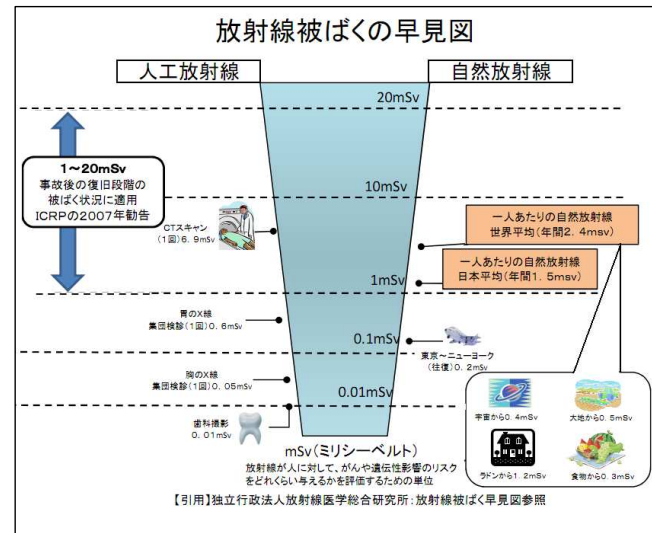 放射線被ばくの早見図
人工放射線
自然放射線
20mSv
1～20mSv
事故後の復旧段階の
被ばく状況に適用
ICRPの2007年勧告
10mSv
CTスキャン
(1回)6.9mSv
一人あたりの自然放射線
世界平均(年間2.4msv)
一人あたりの自然放射線
日本平均(年間1.5msv)
1mSv
胃のX線
集団検診(1回)0.6mSv
0.1mSv
東京～ニューヨーク
(往復)0.2mSv
胸のX線
集団検診(1回)0.05mSv
0.01mSv
歯科撮影
0.01mSv
宇宙から0.4mSv
大地から0.5mSv
ラドンから1.2mSv
食物から0.3mSv
mSv(ミリシーベルト)
放射線が人に対して、がんや遺伝性影響のリスク
をどれくらい与えるかを評価するための単位
【引用】独立行政法人放射線医学総合研究所:放射線被ばく早見図参照